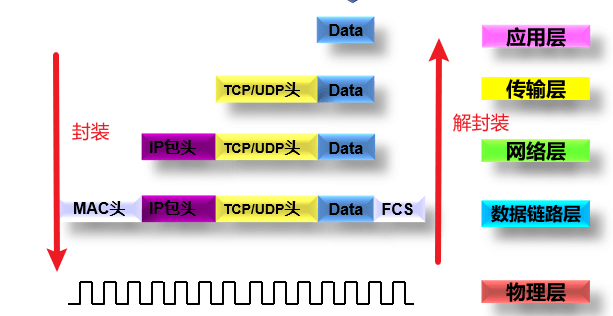 Data
应用层
TCP/UDP头 Data
传输层
封装
解封装
IP包头 TCP/UDP头 Data
网络层
MAC头 IP包头 TCP/UDP头 Data FCS
数据链路层
物理层